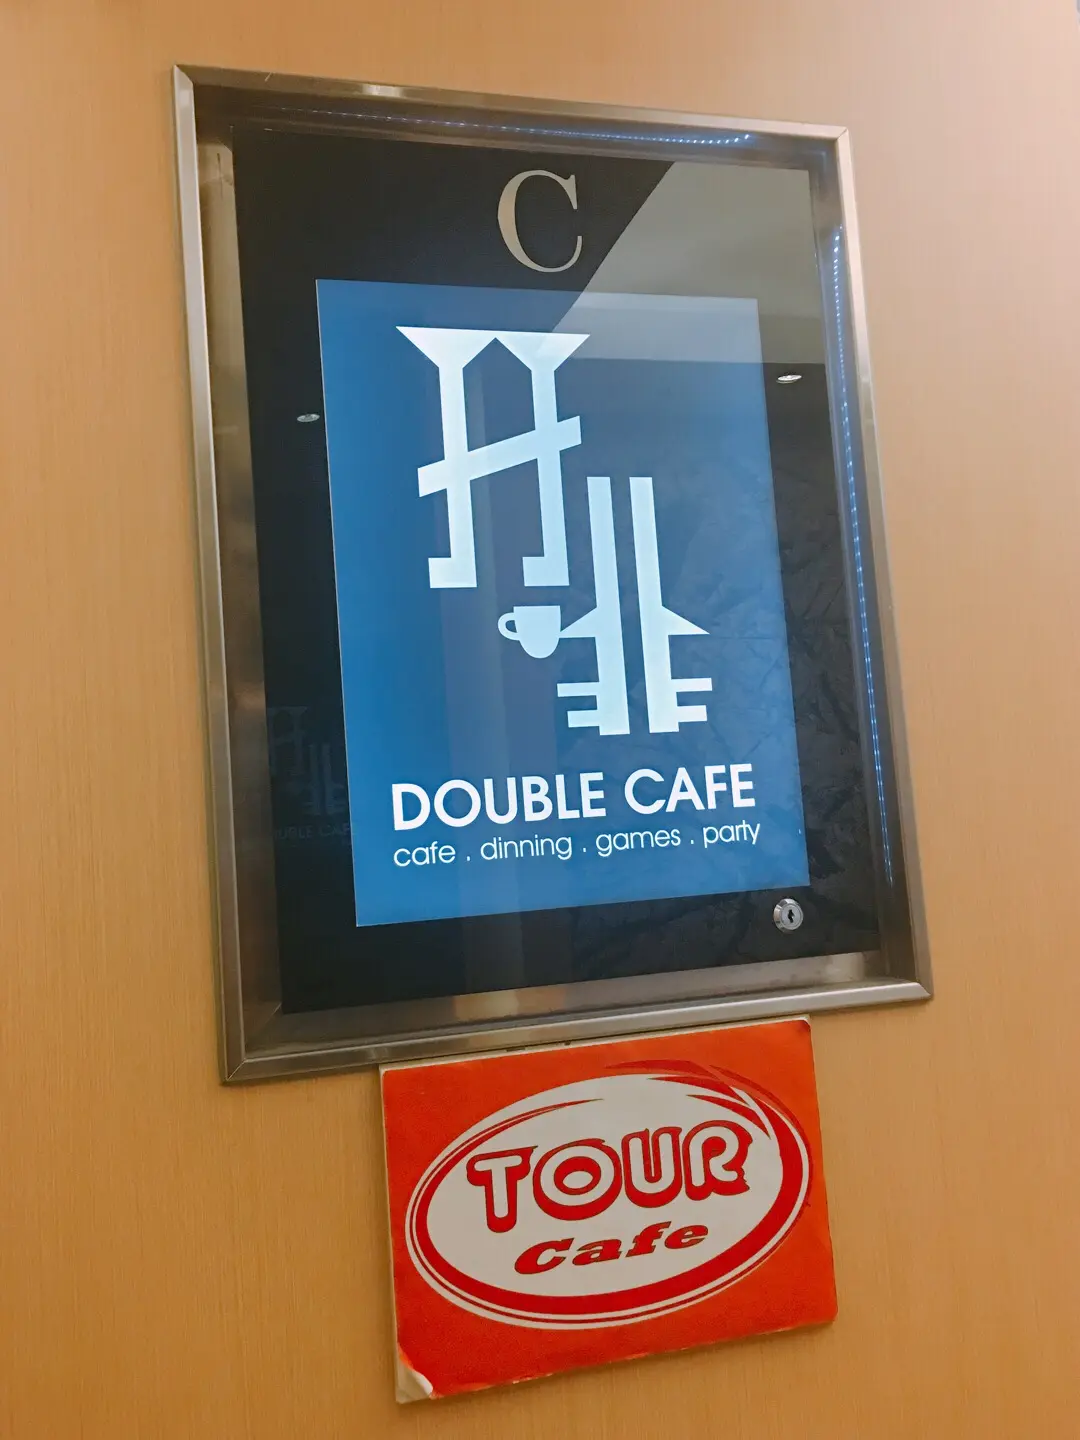 C
DOUBLE CAFE
cafe . dinning . games . party
TOUR
Cafe